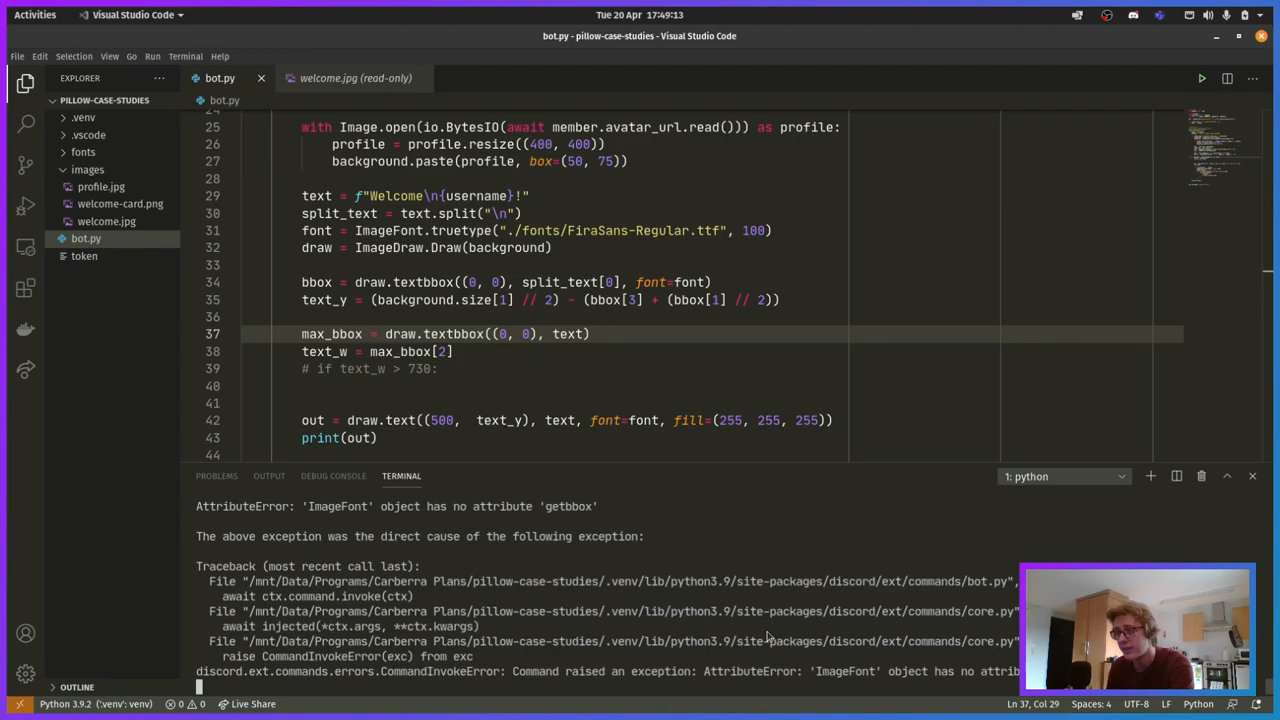 Activities
Visual Studio Code
Tue 20 Apr 17:49:13
bot.py - pillow-case-studies - Visual Studio Code
File Edit Selection View Go Run Terminal Help
EXPLORER
bot.py
welcome.jpg (read-only)
PILLOW-CASE-STUDIES
bot.py
.venv
.vscode
fonts
images
profile.jpg
welcome-card.png
welcome.jpg
bot.py
token
25 with Image.open(io.BytesIO(await member.avatar_url.read())) as profile:
26 profile = profile.resize((400, 400))
27 background.paste(profile, box=(50, 75))
28
29 text = f"Welcome\n{username}!"
30 split_text = text.split("\n")
31 font = ImageFont.truetype("./fonts/FiraSans-Regular.ttf", 100)
32 draw = ImageDraw.Draw(background)
33
34 bbox = draw.textbbox((0, 0), split_text[0], font=font)
35 text_y = (background.size[1] // 2) - (bbox[3] + (bbox[1] // 2))
36
37 max_bbox = draw.textbbox((0, 0), text)
38 text_w = max_bbox[2]
39 # if text_w > 730:
40
41
42 out = draw.text((500, text_y), text, font=font, fill=(255, 255, 255))
43 print(out)
44
PROBLEMS OUTPUT DEBUG CONSOLE TERMINAL
1: python
AttributeError: 'ImageFont' object has no attribute 'getbbox'
The above exception was the direct cause of the following exception:
Traceback (most recent call last):
File "/mnt/Data/Programs/Carberra Plans/pillow-case-studies/.venv/lib/python3.9/site-packages/discord/ext/commands/bot.py",
await ctx.command.invoke(ctx)
File "/mnt/Data/Programs/Carberra Plans/pillow-case-studies/.venv/lib/python3.9/site-packages/discord/ext/commands/core.py"
await injected(*ctx.args, **ctx.kwargs)
File "/mnt/Data/Programs/Carberra Plans/pillow-case-studies/.venv/lib/python3.9/site-packages/discord/ext/commands/core.py"
raise CommandInvokeError(exc) from exc
discord.ext.commands.errors.CommandInvokeError: Command raised an exception: AttributeError: 'ImageFont' object has no attrib
OUTLINE
Python 3.9.2 ('.venv': venv)
0
0
Live Share
Ln 37, Col 29
Spaces: 4
UTF-8
LF
Python